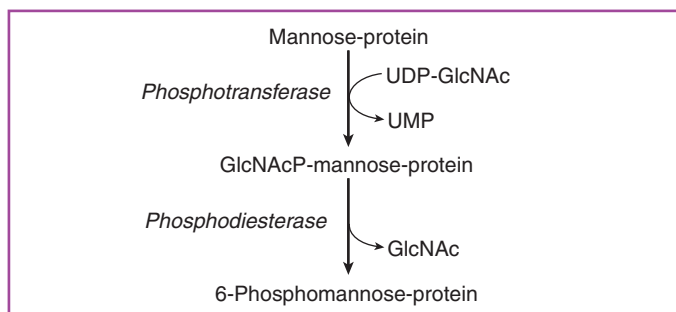 Mannose-protein
Phosphotransferase
UDP-GlcNAc
UMP
GlcNAcP-mannose-protein
Phosphodiesterase
GlcNAc
6-Phosphomannose-protein